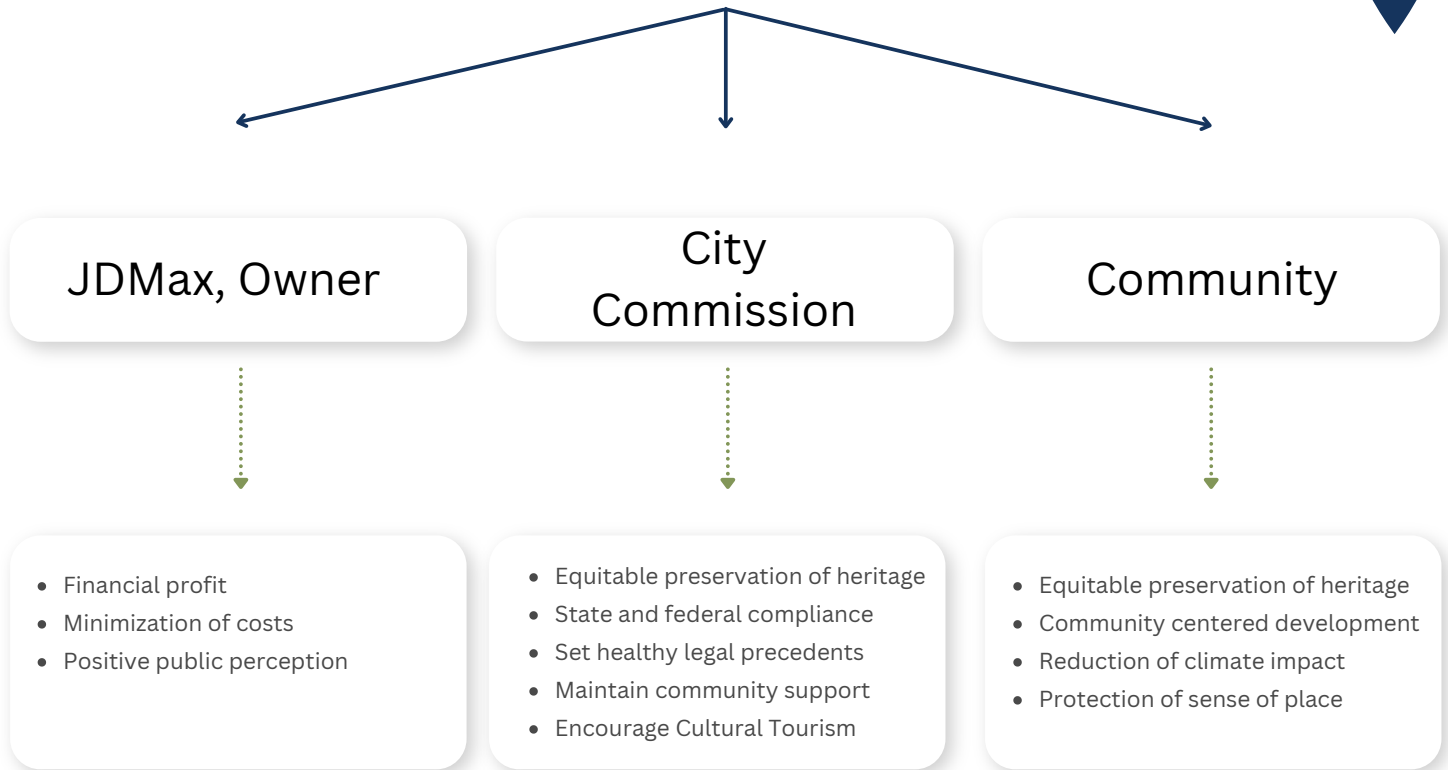 JDMax, Owner
City
Commission
Community
Financial profit
Minimization of costs
Positive public perception
Equitable preservation of heritage
State and federal compliance
Set healthy legal precedents
Maintain community support
Encourage Cultural Tourism
Equitable preservation of heritage
Community centered development
Reduction of climate impact
Protection of sense of place